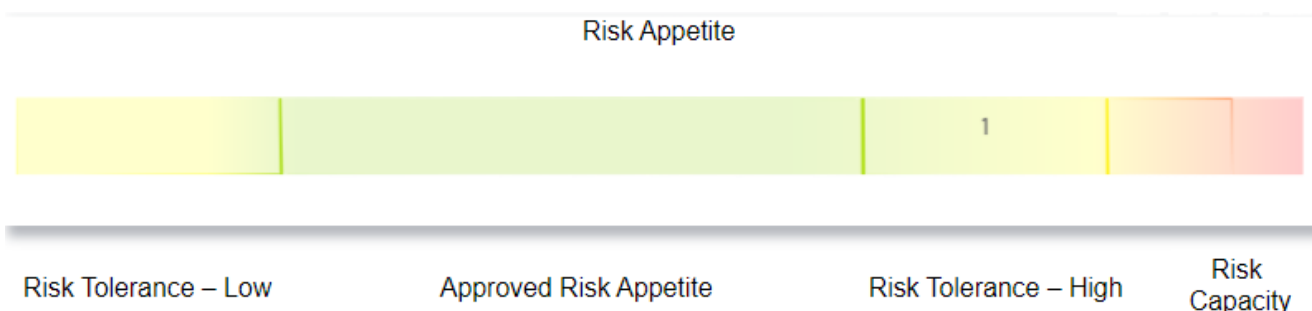 Risk Appetite
1
Risk Tolerance – Low
Approved Risk Appetite
Risk Tolerance – High
Risk
Capacity